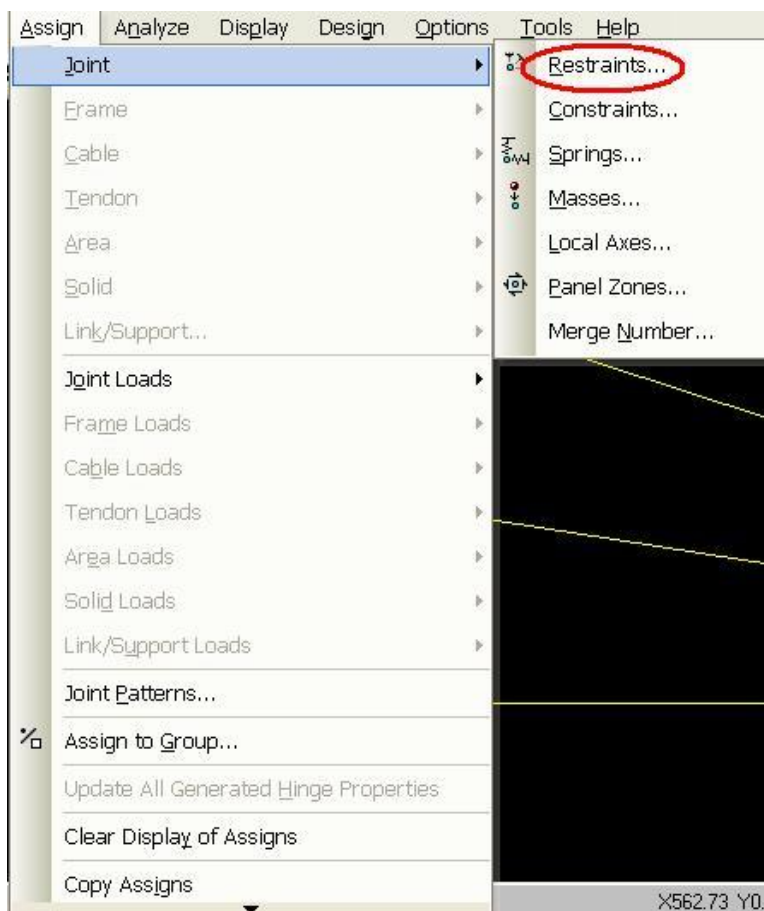 Assign Analyze Display Design Options Tools Help
Joint
Frame
Cable
Tendon
Area
Solid
Link/Support...
Joint Loads
Frame Loads
Cable Loads
Tendon Loads
Area Loads
Solid Loads
Link/Support Loads
Joint Patterns...
Assign to Group...
Update All Generated Hinge Properties
Clear Display of Assigns
Copy Assigns
Restraints...
Constraints...
Springs...
Masses...
Local Axes...
Panel Zones...
Merge Number...
X562.73 Y0.